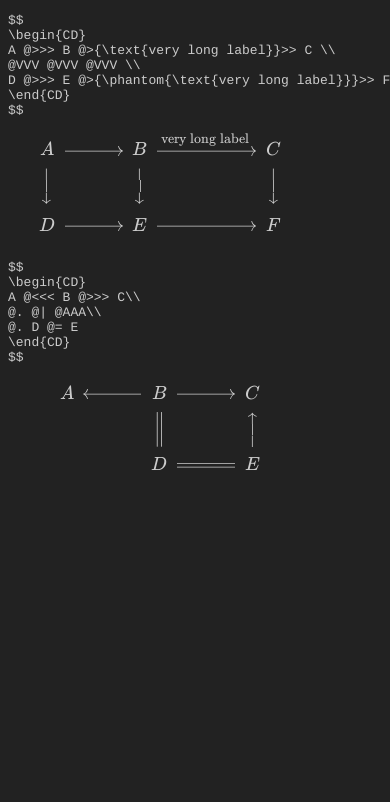 $$
\begin{CD}
A @>>> B @>{\text{very long label}}>> C \\
@VVV @VVV @VVV \\
D @>>> E @>{\phantom{\text{very long label}}}>> F
\end{CD}
$$
A B very long label C
D E F
$$
\begin{CD}
A @<<< B @>>> C\\
@. @| @AAA\\
@. D @= E
\end{CD}
$$
A B C
D E